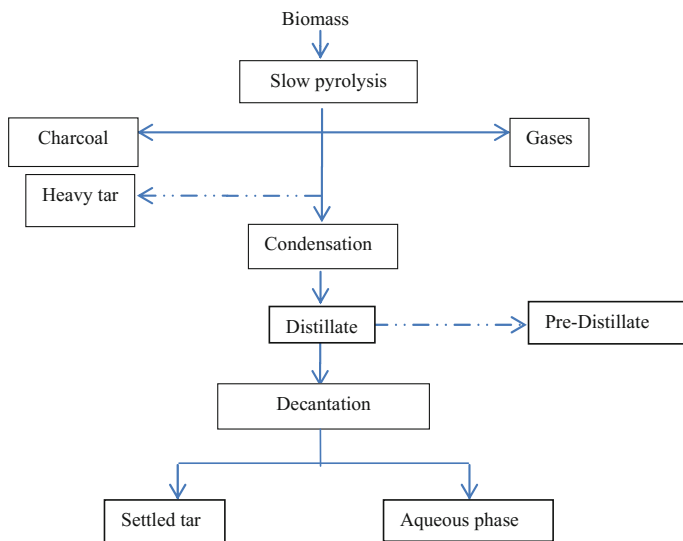 Biomass
Slow pyrolysis
Charcoal
Gases
Heavy tar
Condensation
Distillate
Pre-Distillate
Decantation
Settled tar
Aqueous phase